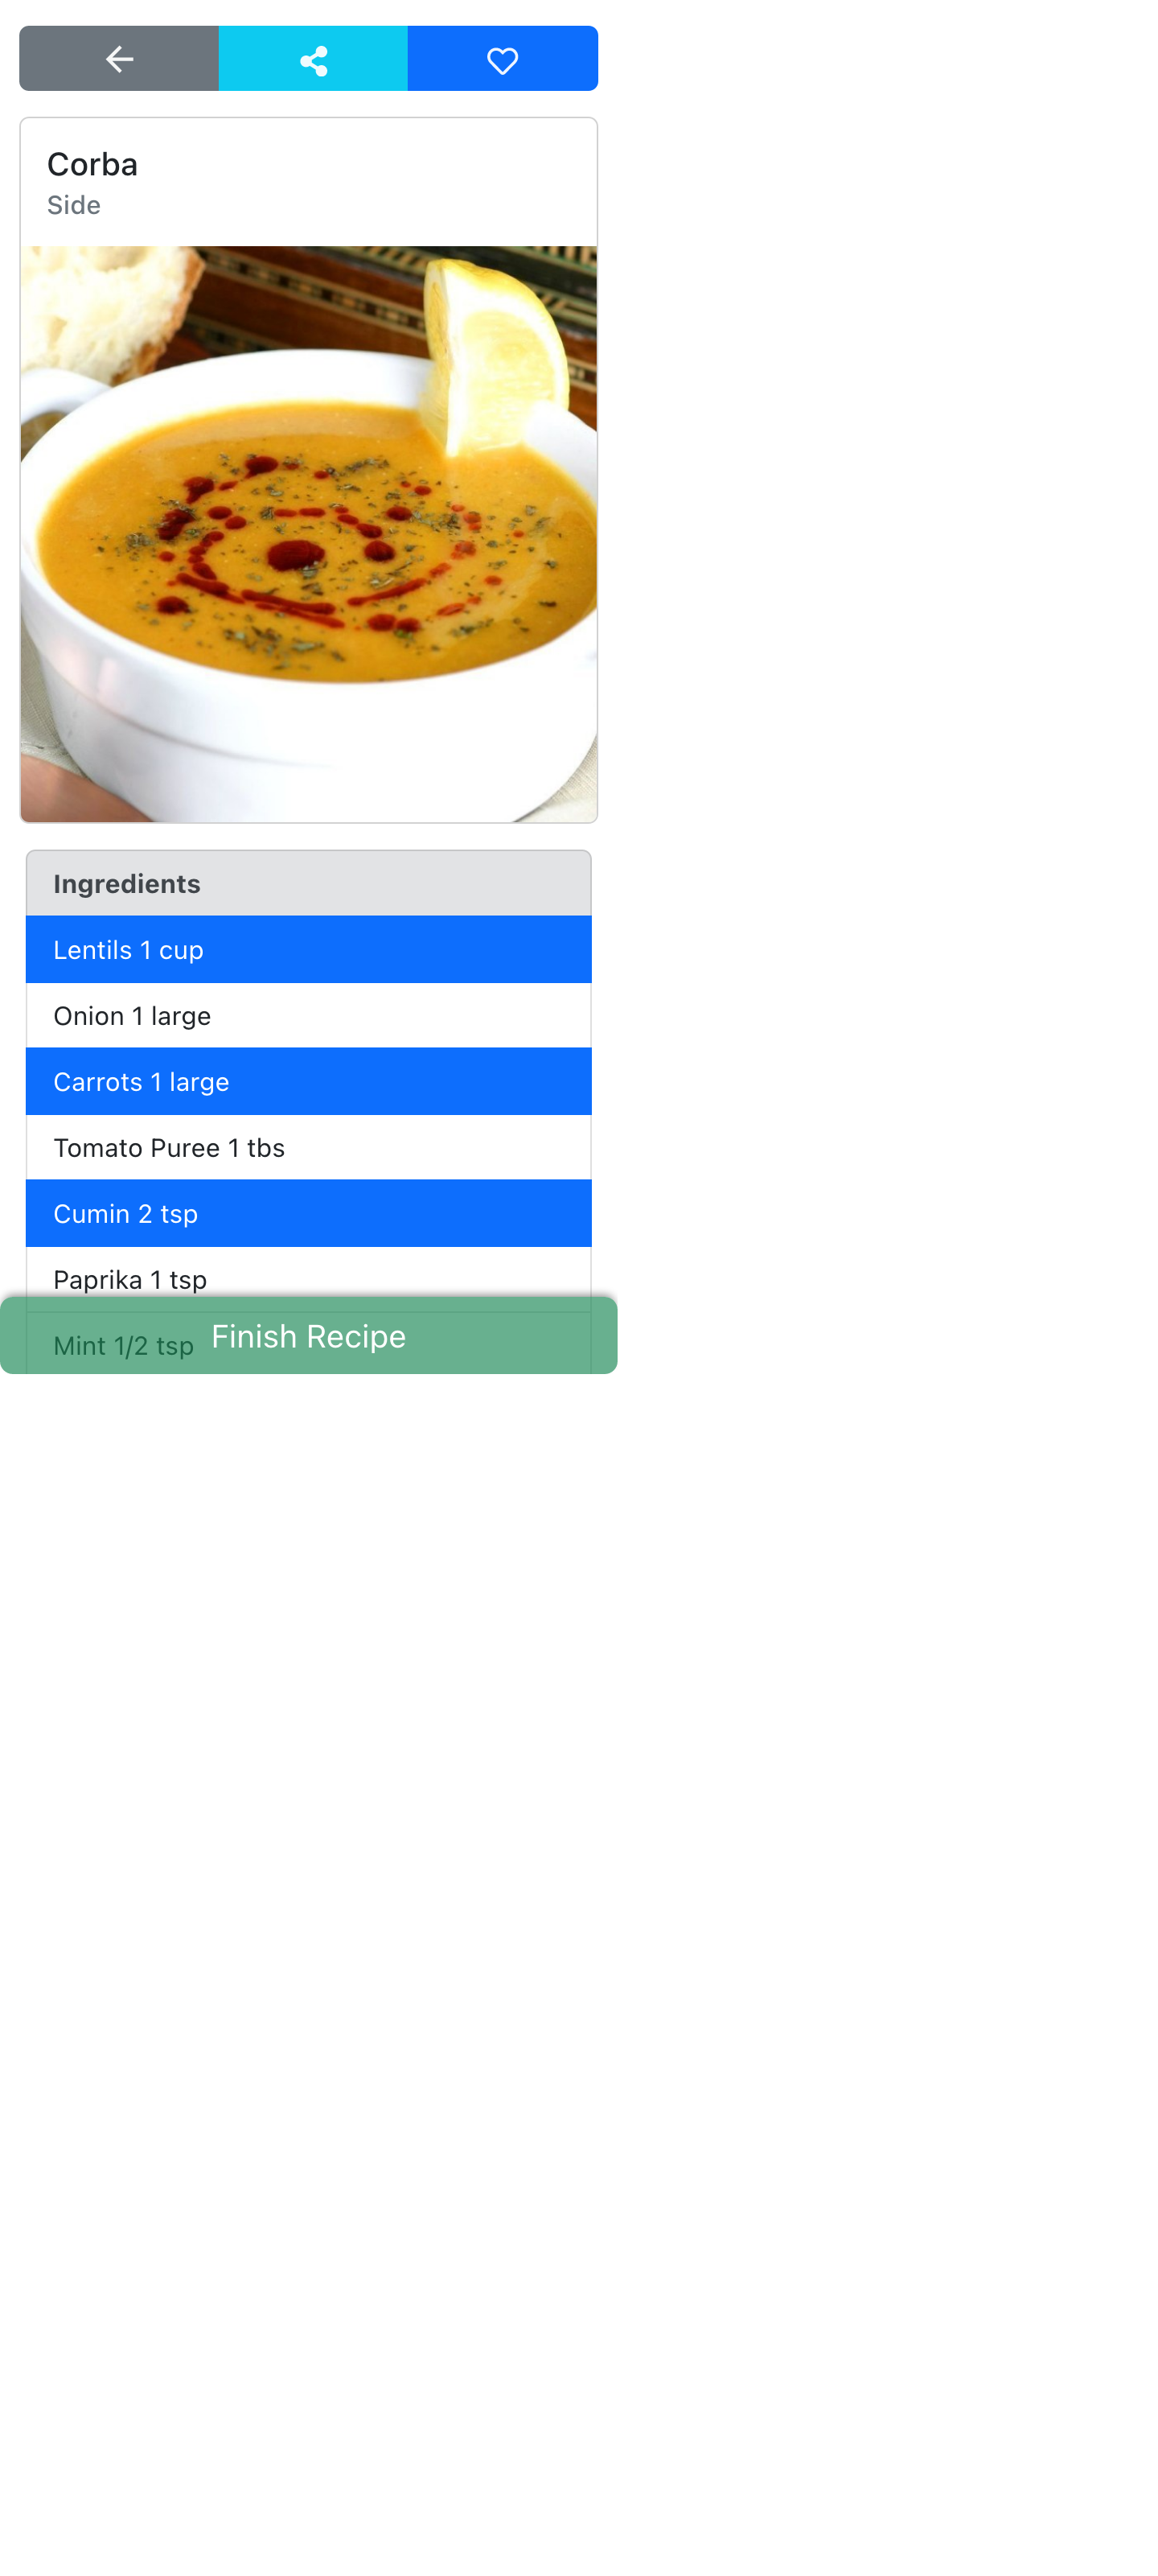 Corba
Side
Ingredients
Lentils 1 cup
Onion 1 large
Carrots 1 large
Tomato Puree 1 tbs
Cumin 2 tsp
Paprika 1 tsp
Mint 1/2 tsp
Finish Recipe